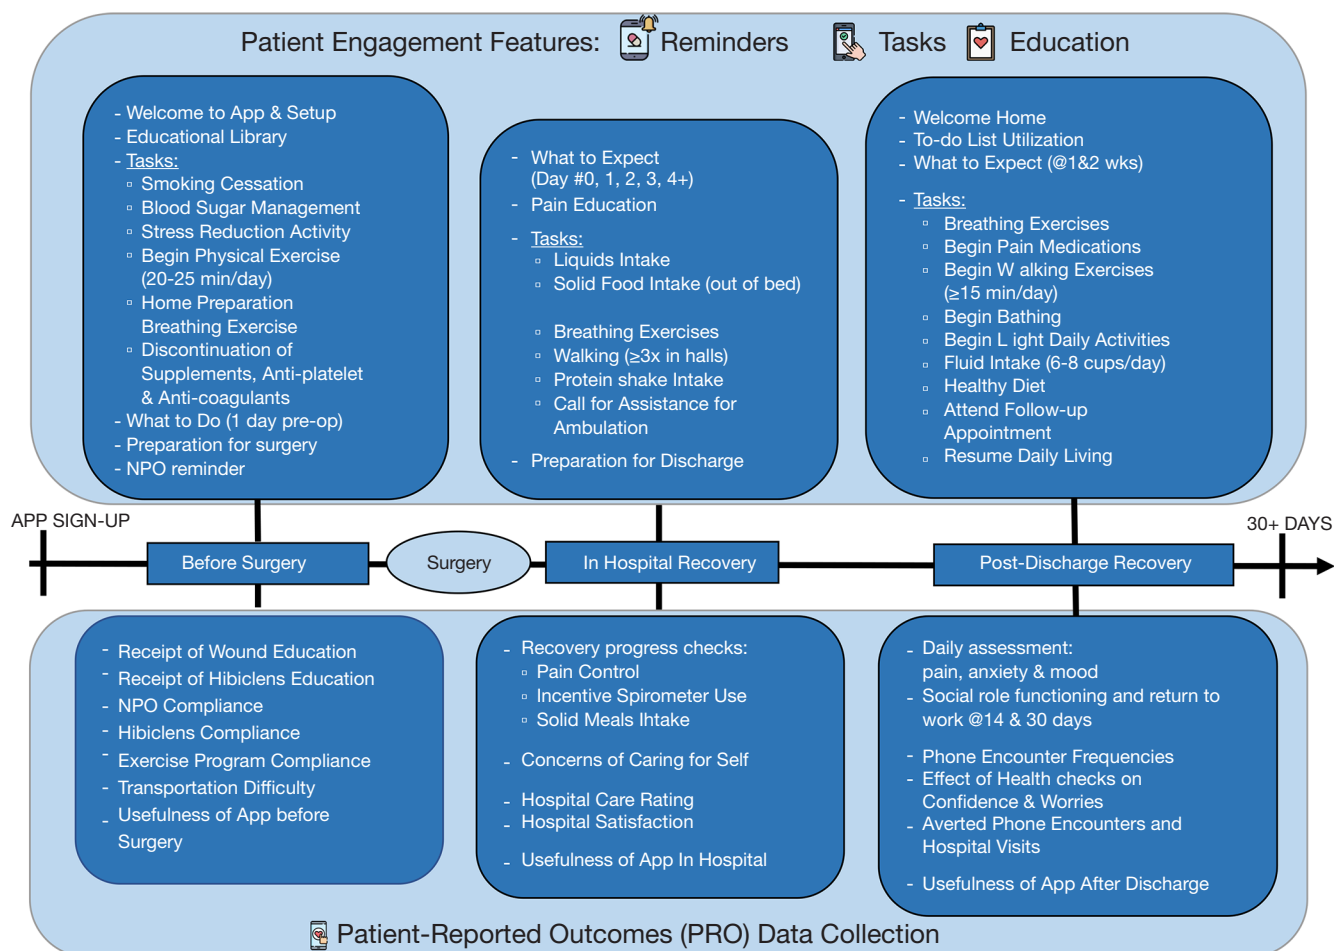 Patient Engagement Features: Reminders Tasks Education
- Welcome to App & Setup
- Educational Library
- Tasks:
▫ Smoking Cessation
▫ Blood Sugar Management
▫ Stress Reduction Activity
▫ Begin Physical Exercise
(20-25 min/day)
▫ Home Preparation
Breathing Exercise
▫ Discontinuation of
Supplements, Anti-platelet
& Anti-coagulants
- What to Do (1 day pre-op)
- Preparation for surgery
- NPO reminder
- What to Expect
(Day #0, 1, 2, 3, 4+)
- Pain Education
- Tasks:
▫ Liquids Intake
▫ Solid Food Intake (out of bed)
▫ Breathing Exercises
▫ Walking (≥3x in halls)
▫ Protein shake Intake
▫ Call for Assistance for
Ambulation
- Preparation for Discharge
- Welcome Home
- To-do List Utilization
- What to Expect (@1&2 wks)
- Tasks:
▫ Breathing Exercises
▫ Begin Pain Medications
▫ Begin W alking Exercises
(≥15 min/day)
▫ Begin Bathing
▫ Begin L ight Daily Activities
▫ Fluid Intake (6-8 cups/day)
▫ Healthy Diet
▫ Attend Follow-up
Appointment
▫ Resume Daily Living
APP SIGN-UP
30+ DAYS
Before Surgery
Surgery
In Hospital Recovery
Post-Discharge Recovery
- Receipt of Wound Education
- Receipt of Hibiclens Education
- NPO Compliance
- Hibiclens Compliance
- Exercise Program Compliance
- Transportation Difficulty
- Usefulness of App before
Surgery
- Recovery progress checks:
▫ Pain Control
▫ Incentive Spirometer Use
▫ Solid Meals Ihtake
- Concerns of Caring for Self
- Hospital Care Rating
- Hospital Satisfaction
- Usefulness of App In Hospital
- Daily assessment:
pain, anxiety & mood
- Social role functioning and return to
work @14 & 30 days
- Phone Encounter Frequencies
- Effect of Health checks on
Confidence & Worries
- Averted Phone Encounters and
Hospital Visits
- Usefulness of App After Discharge
Patient-Reported Outcomes (PRO) Data Collection